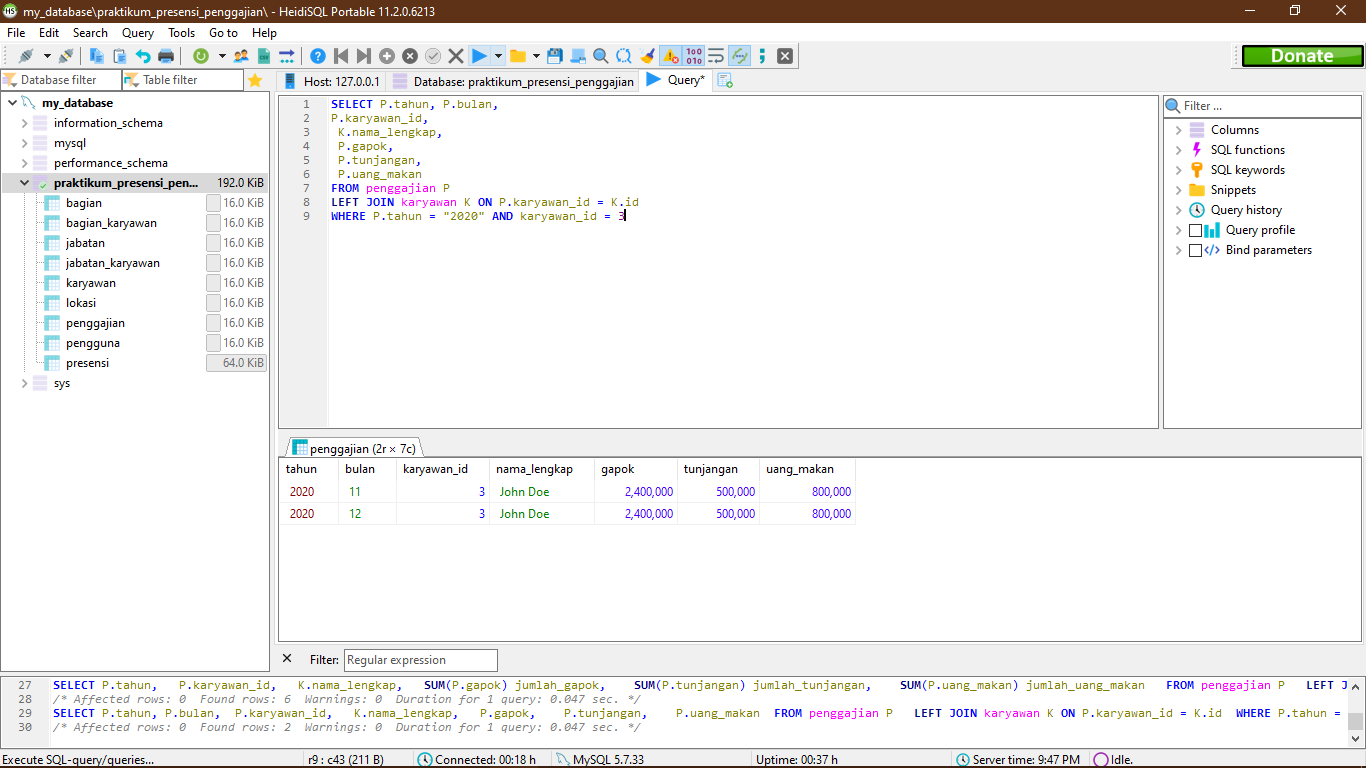 my_database\praktikum_presensi_penggajian\ - HeidiSQL Portable 11.2.0.6213
File Edit Search Query Tools Go to Help
Donate
Database filter Table filter
Host: 127.0.0.1 Database: praktikum_presensi_penggajian Query*
my_database
information_schema
mysql
performance_schema
praktikum_presensi_pen... 192.0 KiB
bagian 16.0 KiB
bagian_karyawan 16.0 KiB
jabatan 16.0 KiB
jabatan_karyawan 16.0 KiB
karyawan 16.0 KiB
lokasi 16.0 KiB
penggajian 16.0 KiB
pengguna 16.0 KiB
presensi 64.0 KiB
sys
1 SELECT P.tahun, P.bulan,
2 P.karyawan_id,
3 K.nama_lengkap,
4 P.gapok,
5 P.tunjangan,
6 P.uang_makan
7 FROM penggajian P
8 LEFT JOIN karyawan K ON P.karyawan_id = K.id
9 WHERE P.tahun = "2020" AND karyawan_id = 3
Filter ...
Columns
SQL functions
SQL keywords
Snippets
Query history
Query profile
Bind parameters
penggajian (2r × 7c)
tahun bulan karyawan_id nama_lengkap gapok tunjangan uang_makan
2020 11 3 John Doe 2,400,000 500,000 800,000
2020 12 3 John Doe 2,400,000 500,000 800,000
Filter: Regular expression
27 SELECT P.tahun, P.karyawan_id, K.nama_lengkap, SUM(P.gapok) jumlah_gapok, SUM(P.tunjangan) jumlah_tunjangan, SUM(P.uang_makan) jumlah_uang_makan FROM penggajian P LEFT J
28 /* Affected rows: 0 Found rows: 6 Warnings: 0 Duration for 1 query: 0.047 sec. */
29 SELECT P.tahun, P.bulan, P.karyawan_id, K.nama_lengkap, P.gapok, P.tunjangan, P.uang_makan FROM penggajian P LEFT JOIN karyawan K ON P.karyawan_id = K.id WHERE P.tahun =
30 /* Affected rows: 0 Found rows: 2 Warnings: 0 Duration for 1 query: 0.047 sec. */
Execute SQL-query/queries... r9 : c43 (211 B) Connected: 00:18 h MySQL 5.7.33 Uptime: 00:37 h Server time: 9:47 PM Idle.